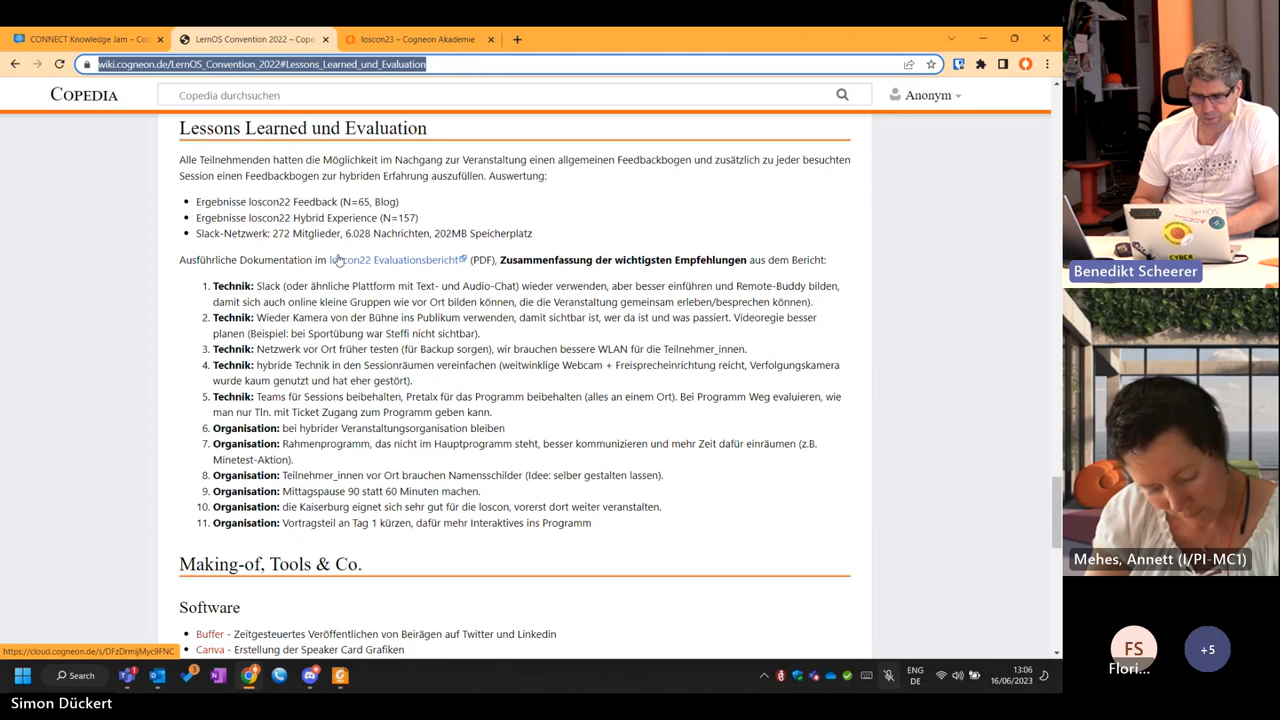 CONNECT Knowledge Jam – Co
LernOS Convention 2022 – Cope
loscon23 – Cogneon Akademie
wiki.cogneon.de/LernOS_Convention_2022#Lessons_Learned_und_Evaluation
COPEDIA
Copedia durchsuchen
Anonym
Lessons Learned und Evaluation
Alle Teilnehmenden hatten die Möglichkeit im Nachgang zur Veranstaltung einen allgemeinen Feedbackbogen und zusätzlich zu jeder besuchten
Session einen Feedbackbogen zur hybriden Erfahrung auszufüllen. Auswertung:
Ergebnisse loscon22 Feedback (N=65, Blog)
Ergebnisse loscon22 Hybrid Experience (N=157)
Slack-Netzwerk: 272 Mitglieder, 6.028 Nachrichten, 202MB Speicherplatz
Ausführliche Dokumentation im loscon22 Evaluationsbericht (PDF), Zusammenfassung der wichtigsten Empfehlungen aus dem Bericht:
1. Technik: Slack (oder ähnliche Plattform mit Text- und Audio-Chat) wieder verwenden, aber besser einführen und Remote-Buddy bilden,
damit sich auch online kleine Gruppen wie vor Ort bilden können, die die Veranstaltung gemeinsam erleben/besprechen können).
2. Technik: Wieder Kamera von der Bühne ins Publikum verwenden, damit sichtbar ist, wer da ist und was passiert. Videoregie besser
planen (Beispiel: bei Sportübung war Steffi nicht sichtbar).
3. Technik: Netzwerk vor Ort früher testen (für Backup sorgen), wir brauchen bessere WLAN für die Teilnehmer_innen.
4. Technik: hybride Technik in den Sessionräumen vereinfachen (weitwinklige Webcam + Freisprecheinrichtung reicht, Verfolgungskamera
wurde kaum genutzt und hat eher gestört).
5. Technik: Teams für Sessions beibehalten, Pretalx für das Programm beibehalten (alles an einem Ort). Bei Programm Weg evaluieren, wie
man nur TIn. mit Ticket Zugang zum Programm geben kann.
6. Organisation: bei hybrider Veranstaltungsorganisation bleiben
7. Organisation: Rahmenprogramm, das nicht im Hauptprogramm steht, besser kommunizieren und mehr Zeit dafür einräumen (z.B.
Minetest-Aktion).
8. Organisation: Teilnehmer_innen vor Ort brauchen Namensschilder (Idee: selber gestalten lassen).
9. Organisation: Mittagspause 90 statt 60 Minuten machen.
10. Organisation: die Kaiserburg eignet sich sehr gut für die loscon, vorerst dort weiter veranstalten.
11. Organisation: Vortragsteil an Tag 1 kürzen, dafür mehr Interaktives ins Programm
Making-of, Tools & Co.
Software
Buffer - Zeitgesteuertes Veröffentlichen von Beirägen auf Twitter und Linkedin
Canva - Erstellung der Speaker Card Grafiken
https://cloud.cogneon.de/s/DFzDrmijMyc9FNC
Search
ENG
DE
13:06
16/06/2023
Simon Dückert
lernOS
CYBER
Benedikt Scheerer
Mehes, Annett (I/PI-MC1)
FS
Flori...
+5